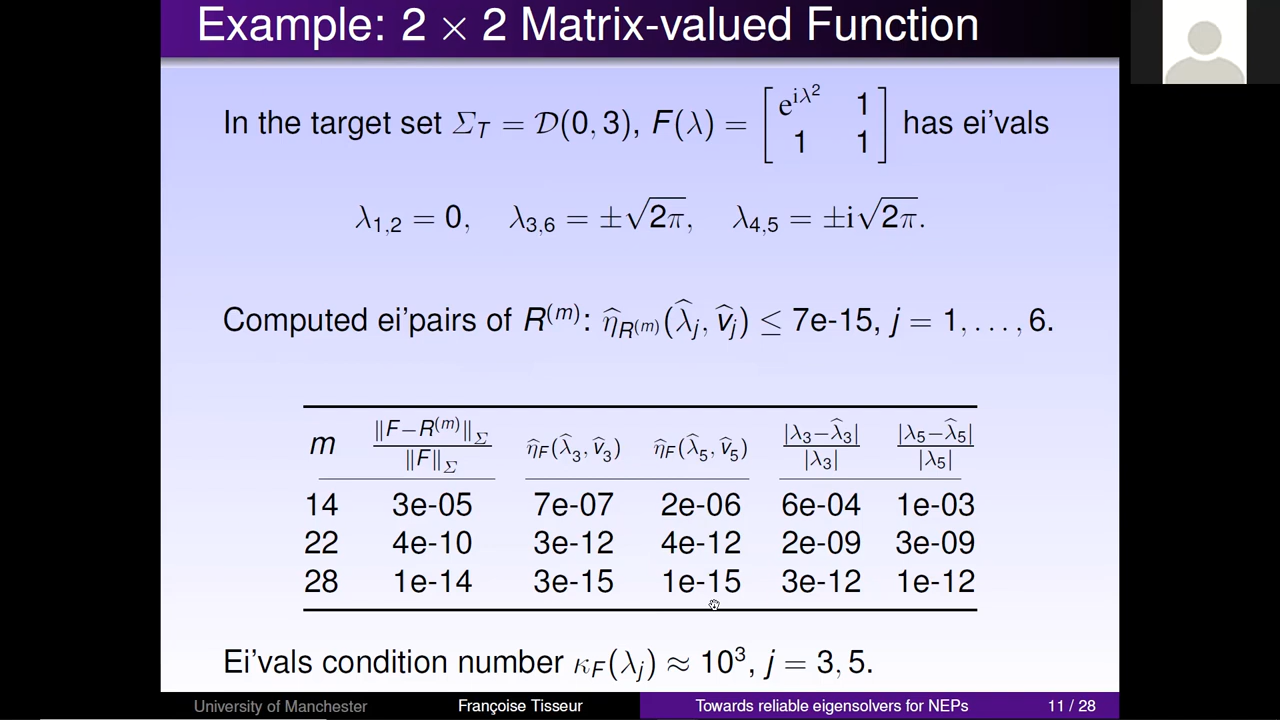 Example: 2 × 2 Matrix-valued Function
In the target set Σ_T = 𝒟(0, 3), F(λ) = [e^{iλ²} 1; 1 1] has ei'vals
λ_{1,2} = 0, λ_{3,6} = ±√2π, λ_{4,5} = ±i√2π.
Computed ei'pairs of R^{(m)}: η̂_{R^{(m)}}(λ̂_j, v̂_j) ≤ 7e-15, j = 1, . . . , 6.
m ‖F−R^{(m)}‖_Σ / ‖F‖_Σ η̂_F(λ̂_3, v̂_3) η̂_F(λ̂_5, v̂_5) |λ_3−λ̂_3| / |λ_3| |λ_5−λ̂_5| / |λ_5|
14 3e-05 7e-07 2e-06 6e-04 1e-03
22 4e-10 3e-12 4e-12 2e-09 3e-09
28 1e-14 3e-15 1e-15 3e-12 1e-12
Ei'vals condition number κ_F(λ_j) ≈ 10³, j = 3, 5.
University of Manchester Françoise Tisseur Towards reliable eigensolvers for NEPs 11 / 28